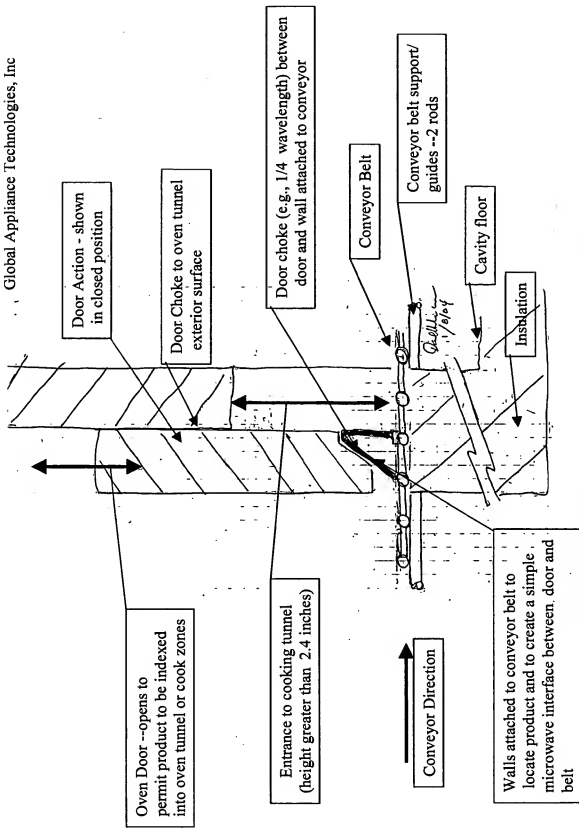 Global Appliance Technologies, Inc
Oven Door --opens to
permit product to be indexed
into oven tunnel or cook zones
Door Action - shown
in closed position
Door Choke to oven tunnel
exterior surface
Entrance to cooking tunnel
(height greater than 2.4 inches)
Door choke (e.g., 1/4 wavelength) between
door and wall attached to conveyor
Conveyor Direction
Conveyor Belt
Conveyor belt support/
guides --2 rods
1/8/04
Cavity floor
Insulation
Walls attached to conveyor belt to
locate product and to create a simple
microwave interface between door and
belt